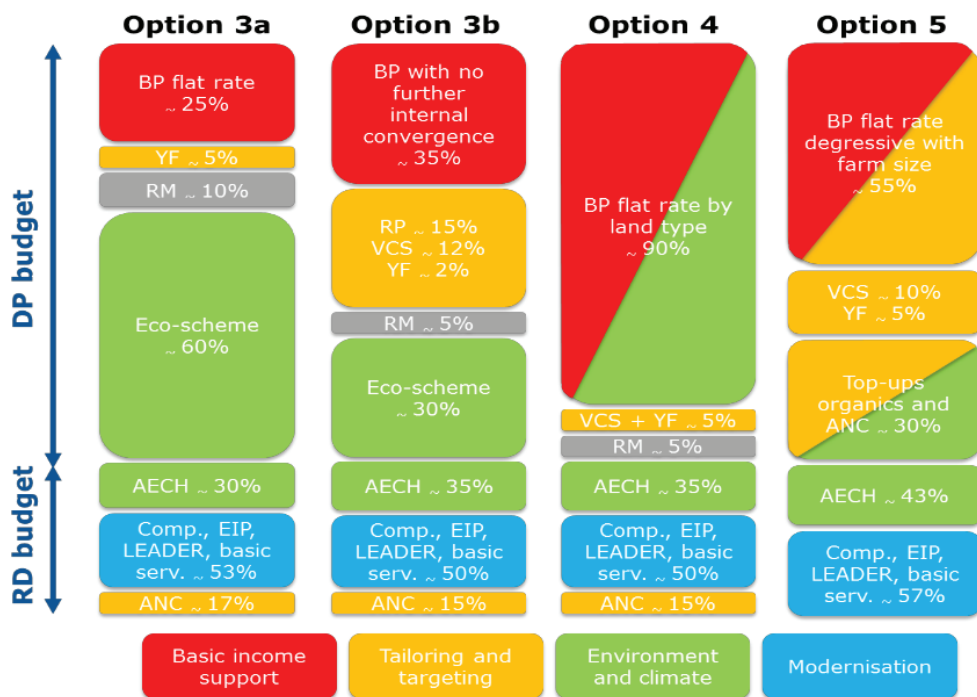 Option 3a
Option 3b
Option 4
Option 5
DP budget
RD budget
BP flat rate
~ 25%
YF ~ 5%
RM ~ 10%
Eco-scheme
~ 60%
AECH ~ 30%
Comp., EIP,
LEADER, basic
serv. ~ 53%
ANC ~ 17%
BP with no
further
internal
convergence
~ 35%
RP ~ 15%
VCS ~ 12%
YF ~ 2%
RM ~ 5%
Eco-scheme
~ 30%
AECH ~ 35%
Comp., EIP,
LEADER, basic
serv. ~ 50%
ANC ~ 15%
BP flat rate by
land type
~ 90%
VCS + YF ~ 5%
RM ~ 5%
AECH ~ 35%
Comp., EIP,
LEADER, basic
serv. ~ 50%
ANC ~ 15%
BP flat rate
degressive with
farm size
~ 55%
VCS ~ 10%
YF ~ 5%
Top-ups
organics and
ANC ~ 30%
AECH ~ 43%
Comp., EIP,
LEADER, basic
serv. ~ 57%
Basic income
support
Tailoring and
targeting
Environment
and climate
Modernisation